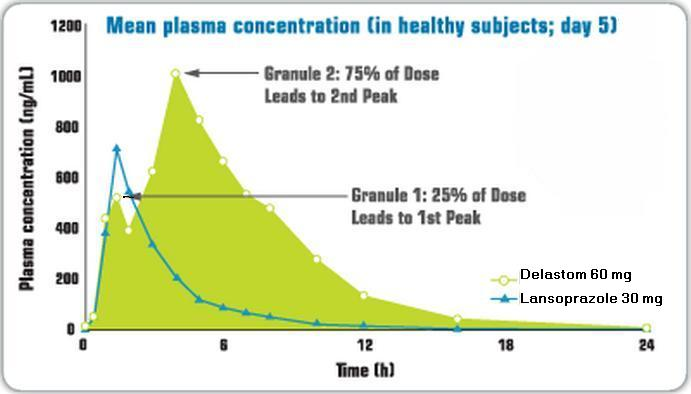 Mean plasma concentration (in healthy subjects; day 5)
Plasma concentration (ng/mL)
1200
1000
800
600
400
200
0
Granule 2: 75% of Dose
Leads to 2nd Peak
Granule 1: 25% of Dose
Leads to 1st Peak
Delastom 60 mg
Lansoprazole 30 mg
0
6
12
18
24
Time (h)